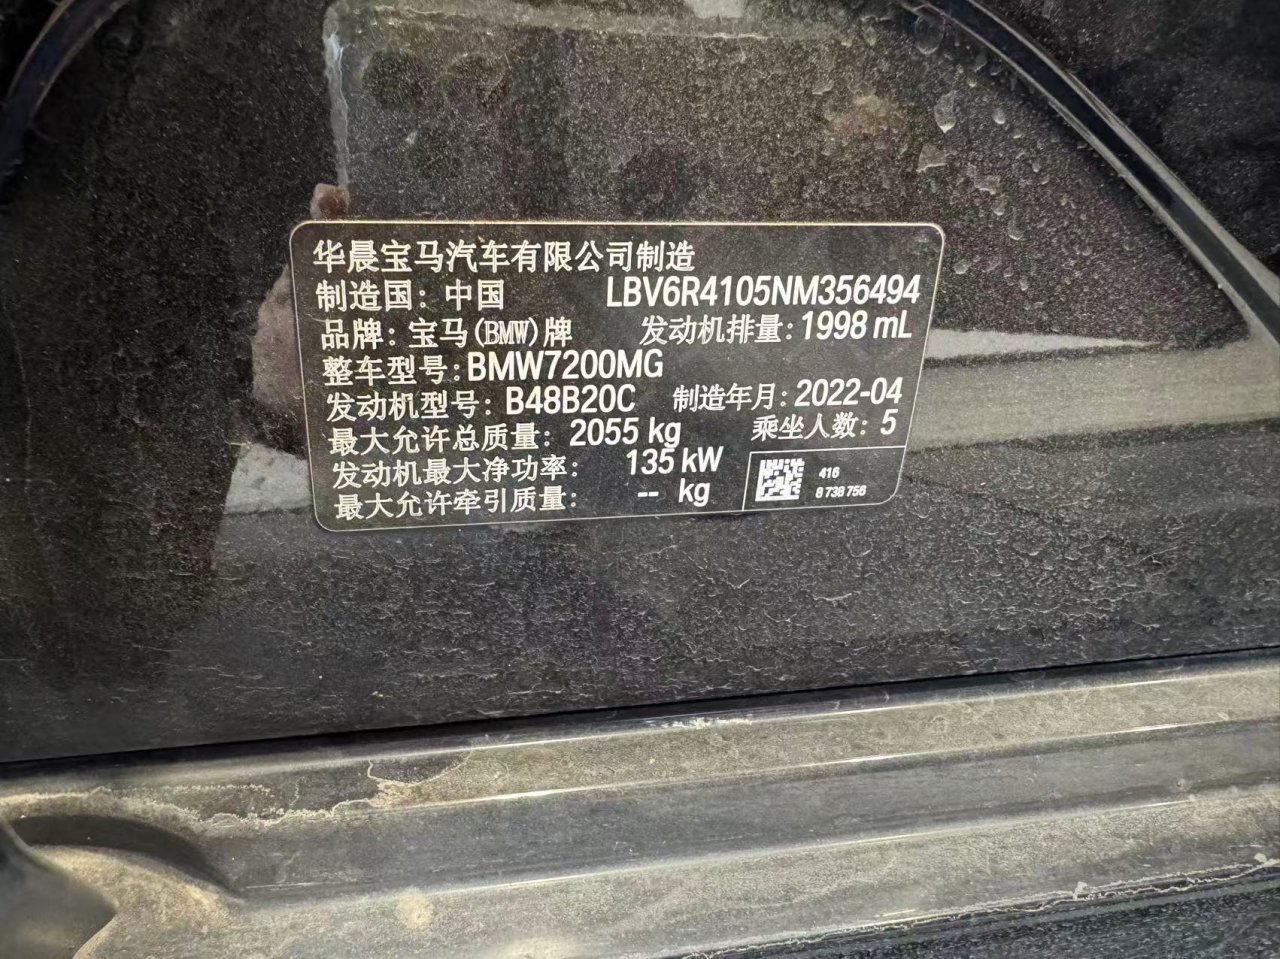 华晨宝马汽车有限公司制造
制造国：中国 LBV6R4105NM356494
品牌：宝马(BMW)牌 发动机排量：1998 mL
整车型号：BMW7200MG
发动机型号：B48B20C 制造年月：2022-04
最大允许总质量：2055 kg 乘坐人数：5
发动机最大净功率：135 kW
最大允许牵引质量：-- kg
416
8 738 756